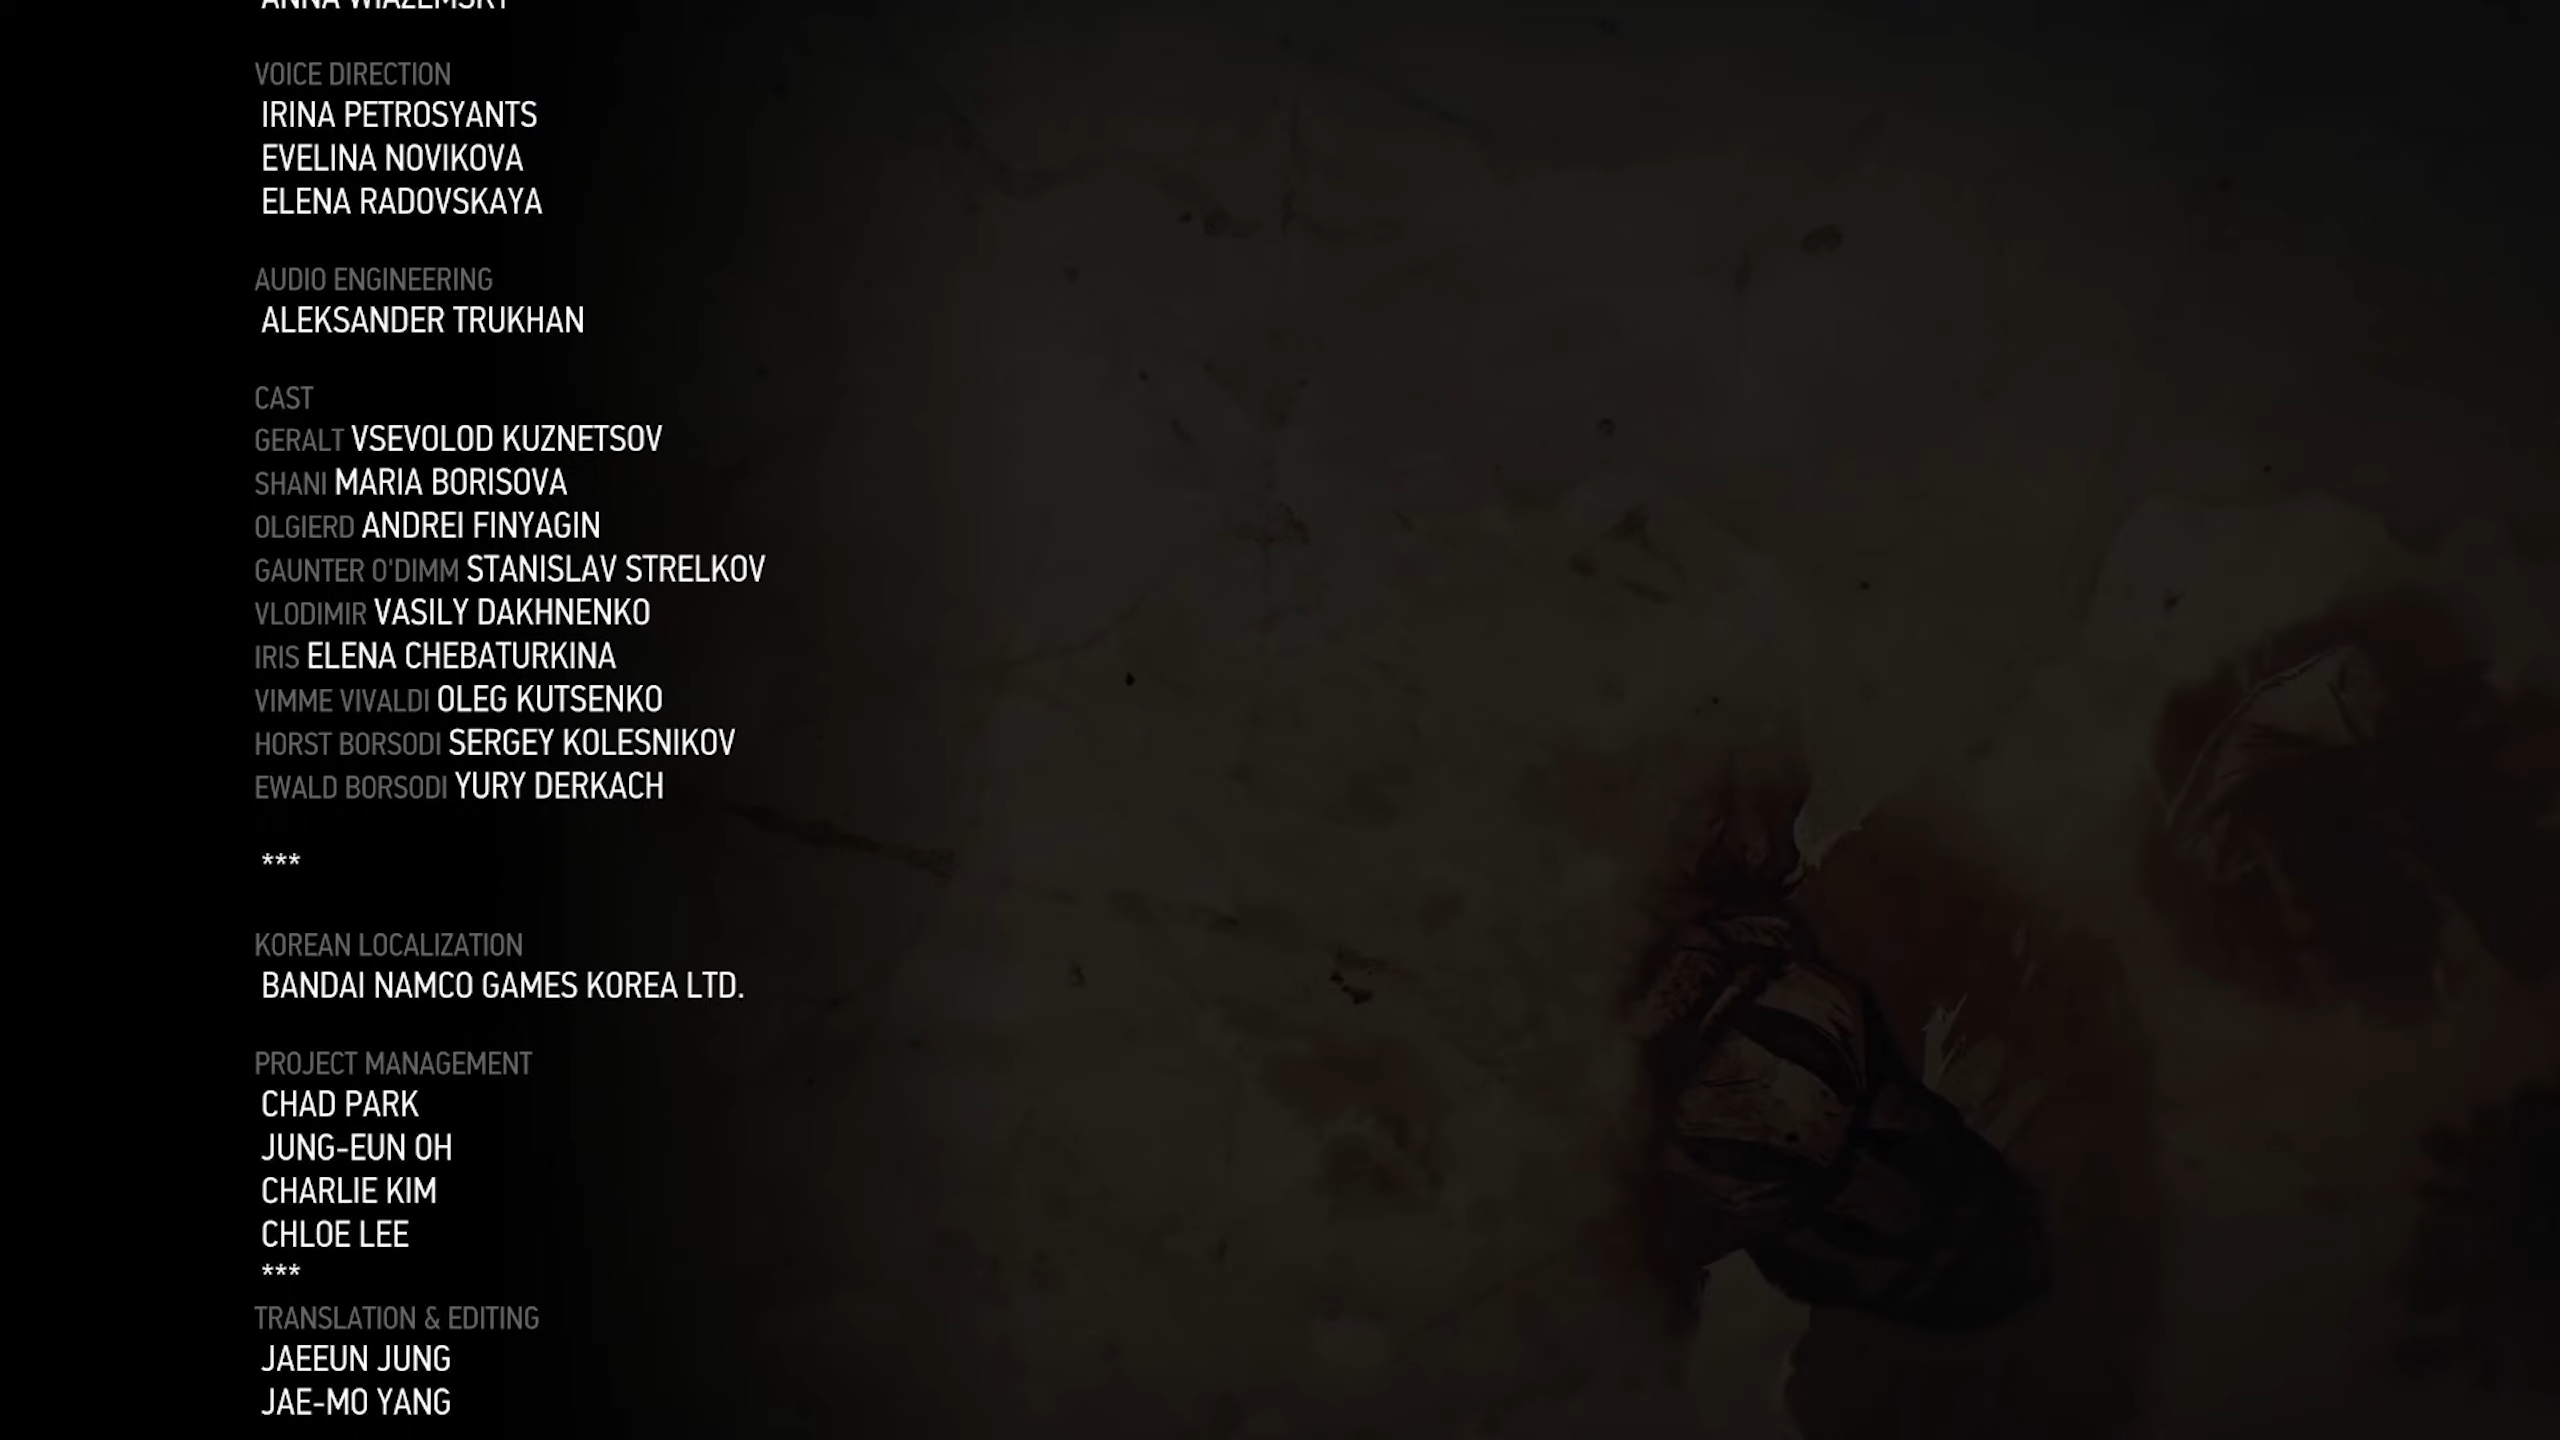 ANNA WIAZEMSKY
VOICE DIRECTION
IRINA PETROSYANTS
EVELINA NOVIKOVA
ELENA RADOVSKAYA
AUDIO ENGINEERING
ALEKSANDER TRUKHAN
CAST
GERALT VSEVOLOD KUZNETSOV
SHANI MARIA BORISOVA
OLGIERD ANDREI FINYAGIN
GAUNTER O'DIMM STANISLAV STRELKOV
VLODIMIR VASILY DAKHNENKO
IRIS ELENA CHEBATURKINA
VIMME VIVALDI OLEG KUTSENKO
HORST BORSODI SERGEY KOLESNIKOV
EWALD BORSODI YURY DERKACH
***
KOREAN LOCALIZATION
BANDAI NAMCO GAMES KOREA LTD.
PROJECT MANAGEMENT
CHAD PARK
JUNG-EUN OH
CHARLIE KIM
CHLOE LEE
***
TRANSLATION & EDITING
JAEEUN JUNG
JAE-MO YANG